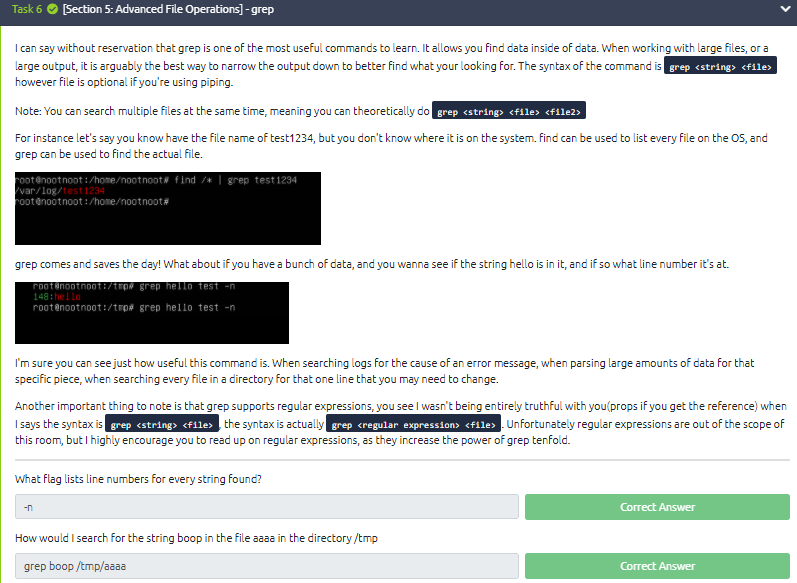 Task 6 [Section 5: Advanced File Operations] - grep
I can say without reservation that grep is one of the most useful commands to learn. It allows you find data inside of data. When working with large files, or a
large output, it is arguably the best way to narrow the output down to better find what your looking for. The syntax of the command is grep <string> <file>
however file is optional if you're using piping.
Note: You can search multiple files at the same time, meaning you can theoretically do grep <string> <file> <file2>
For instance let's say you know have the file name of test1234, but you don't know where it is on the system. find can be used to list every file on the OS, and
grep can be used to find the actual file.
root@nootnoot:/home/nootnoot# find /* | grep test1234
/var/log/test1234
root@nootnoot:/home/nootnoot#
grep comes and saves the day! What about if you have a bunch of data, and you wanna see if the string hello is in it, and if so what line number it's at.
root@nootnoot:/tmp# grep hello test -n
148:hello
root@nootnoot:/tmp# grep hello test -n
I'm sure you can see just how useful this command is. When searching logs for the cause of an error message, when parsing large amounts of data for that
specific piece, when searching every file in a directory for that one line that you may need to change.
Another important thing to note is that grep supports regular expressions, you see I wasn't being entirely truthful with you(props if you get the reference) when
I says the syntax is grep <string> <file> , the syntax is actually grep <regular expression> <file> . Unfortunately regular expressions are out of the scope of
this room, but I highly encourage you to read up on regular expressions, as they increase the power of grep tenfold.
What flag lists line numbers for every string found?
-n
Correct Answer
How would I search for the string boop in the file aaaa in the directory /tmp
grep boop /tmp/aaaa
Correct Answer